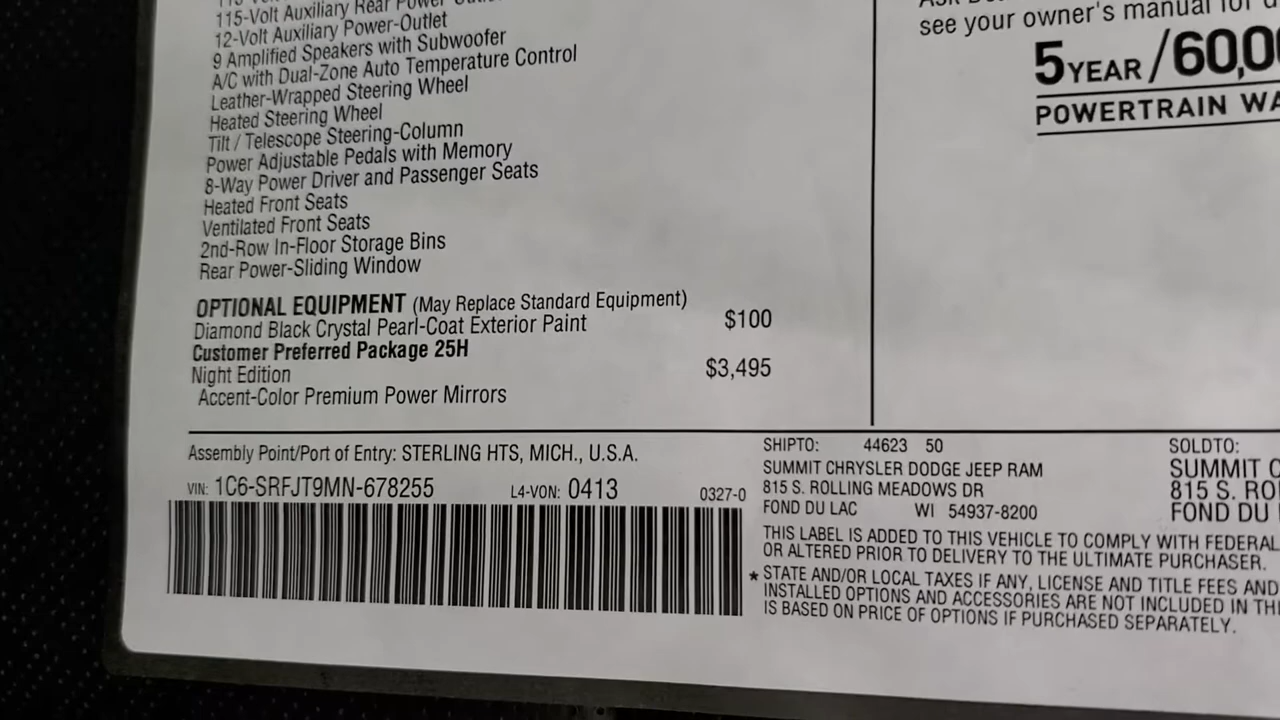 115-Volt Auxiliary Rear Power
12-Volt Auxiliary Power-Outlet
9 Amplified Speakers with Subwoofer
A/C with Dual-Zone Auto Temperature Control
Leather-Wrapped Steering Wheel
Heated Steering Wheel
Tilt / Telescope Steering-Column
Power Adjustable Pedals with Memory
8-Way Power Driver and Passenger Seats
Heated Front Seats
Ventilated Front Seats
2nd-Row In-Floor Storage Bins
Rear Power-Sliding Window
OPTIONAL EQUIPMENT (May Replace Standard Equipment)
Diamond Black Crystal Pearl-Coat Exterior Paint $100
Customer Preferred Package 25H
Night Edition $3,495
Accent-Color Premium Power Mirrors
see your owner's manual for
5 YEAR / 60,0
POWERTRAIN WA
Assembly Point/Port of Entry: STERLING HTS, MICH., U.S.A.
VIN: 1C6-SRFJT9MN-678255 L4-VON: 0413 0327-0
SHIPTO: 44623 50
SUMMIT CHRYSLER DODGE JEEP RAM
815 S. ROLLING MEADOWS DR
FOND DU LAC WI 54937-8200
SOLDTO:
SUMMIT C
815 S. RO
FOND DU
THIS LABEL IS ADDED TO THIS VEHICLE TO COMPLY WITH FEDERAL
OR ALTERED PRIOR TO DELIVERY TO THE ULTIMATE PURCHASER.
* STATE AND/OR LOCAL TAXES IF ANY, LICENSE AND TITLE FEES AND
INSTALLED OPTIONS AND ACCESSORIES ARE NOT INCLUDED IN THI
IS BASED ON PRICE OF OPTIONS IF PURCHASED SEPARATELY.